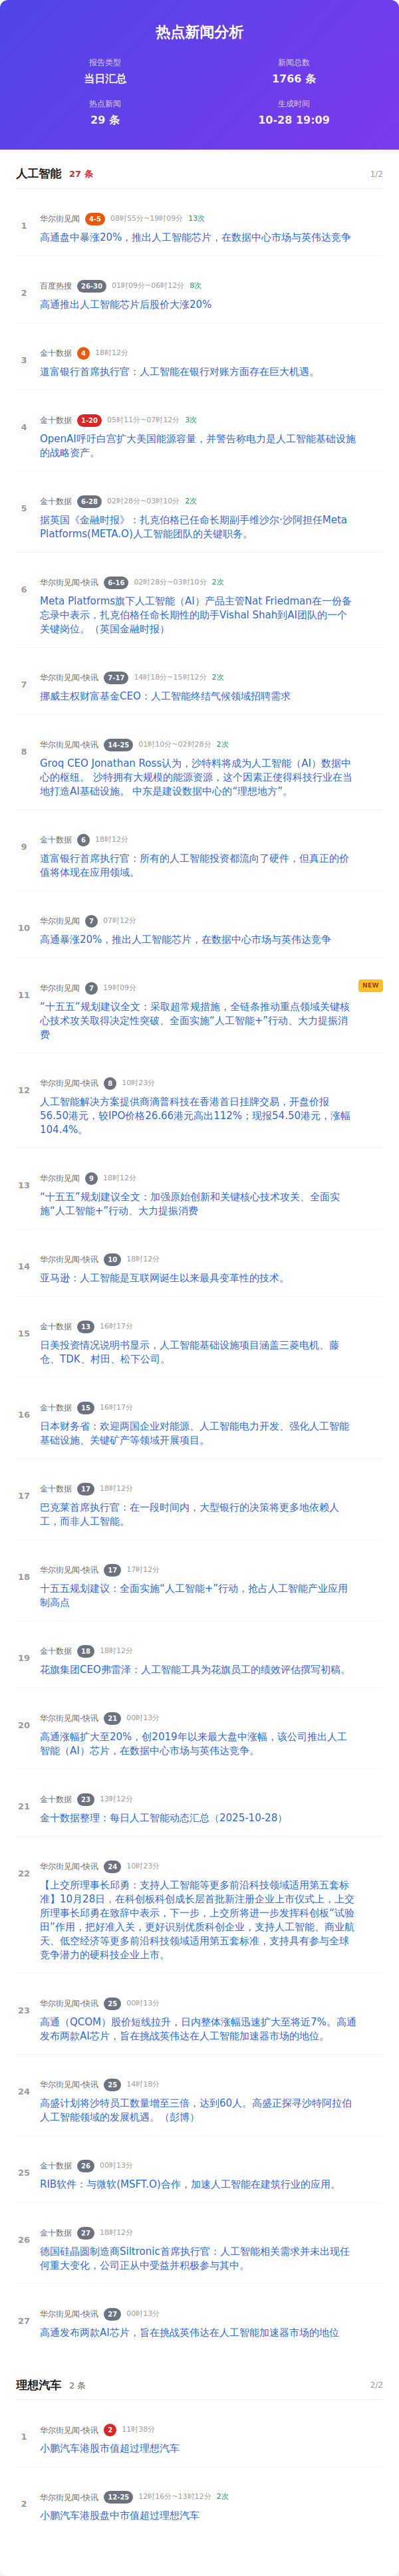 热点新闻分析
报告类型
新闻总数
当日汇总
1766 条
热点新闻
生成时间
29 条
10-28 19:09
人工智能 27 条 1/2
1
华尔街见闻 4-5 08时55分~19时09分 13次
高通盘中暴涨20%，推出人工智能芯片，在数据中心市场与英伟达竞争
2
百度热搜 26-30 01时09分~06时12分 8次
高通推出人工智能芯片后股价大涨20%
3
金十数据 4 18时12分
道富银行首席执行官：人工智能在银行对账方面存在巨大机遇。
4
金十数据 1-20 05时11分~07时12分 3次
OpenAI呼吁白宫扩大美国能源容量，并警告称电力是人工智能基础设施
的战略资产。
5
金十数据 6-28 02时28分~03时10分 2次
据英国《金融时报》：扎克伯格已任命长期副手维沙尔·沙阿担任Meta
Platforms(META.O)人工智能团队的关键职务。
6
华尔街见闻-快讯 6-16 02时28分~03时10分 2次
Meta Platforms旗下人工智能（AI）产品主管Nat Friedman在一份备
忘录中表示，扎克伯格任命长期性的助手Vishal Shah到AI团队的一个
关键岗位。（英国金融时报）
7
华尔街见闻-快讯 7-17 14时18分~15时12分 2次
挪威主权财富基金CEO：人工智能终结气候领域招聘需求
8
华尔街见闻-快讯 14-25 01时10分~02时28分 2次
Groq CEO Jonathan Ross认为，沙特料将成为人工智能（AI）数据中
心的枢纽。 沙特拥有大规模的能源资源，这个因素正使得科技行业在当
地打造AI基础设施。 中东是建设数据中心的“理想地方”。
9
金十数据 6 18时12分
道富银行首席执行官：所有的人工智能投资都流向了硬件，但真正的价
值将体现在应用领域。
10
华尔街见闻 7 07时12分
高通暴涨20%，推出人工智能芯片，在数据中心市场与英伟达竞争
11
华尔街见闻 7 19时09分
NEW
“十五五”规划建议全文：采取超常规措施，全链条推动重点领域关键核
心技术攻关取得决定性突破、全面实施“人工智能+”行动、大力提振消
费
12
华尔街见闻-快讯 8 10时23分
人工智能解决方案提供商滴普科技在香港首日挂牌交易，开盘价报
56.50港元，较IPO价格26.66港元高出112%；现报54.50港元，涨幅
104.4%。
13
华尔街见闻 9 18时12分
“十五五”规划建议全文：加强原始创新和关键核心技术攻关、全面实
施“人工智能+”行动、大力提振消费
14
华尔街见闻-快讯 10 18时12分
亚马逊：人工智能是互联网诞生以来最具变革性的技术。
15
金十数据 13 16时17分
日美投资情况说明书显示，人工智能基础设施项目涵盖三菱电机、藤
仓、TDK、村田、松下公司。
16
金十数据 15 16时17分
日本财务省：欢迎两国企业对能源、人工智能电力开发、强化人工智能
基础设施、关键矿产等领域开展项目。
17
金十数据 17 18时12分
巴克莱首席执行官：在一段时间内，大型银行的决策将更多地依赖人
工，而非人工智能。
18
华尔街见闻-快讯 17 17时12分
十五五规划建议：全面实施“人工智能+”行动，抢占人工智能产业应用
制高点
19
金十数据 18 18时12分
花旗集团CEO弗雷泽：人工智能工具为花旗员工的绩效评估撰写初稿。
20
华尔街见闻-快讯 21 00时13分
高通涨幅扩大至20%，创2019年以来最大盘中涨幅，该公司推出人工
智能（AI）芯片，在数据中心市场与英伟达竞争。
21
金十数据 23 13时12分
金十数据整理：每日人工智能动态汇总（2025-10-28）
22
华尔街见闻-快讯 24 10时23分
【上交所理事长邱勇：支持人工智能等更多前沿科技领域适用第五套标
准】10月28日，在科创板科创成长层首批新注册企业上市仪式上，上交
所理事长邱勇在致辞中表示，下一步，上交所将进一步发挥科创板“试验
田”作用，把好准入关，更好识别优质科创企业，支持人工智能、商业航
天、低空经济等更多前沿科技领域适用第五套标准，支持具有参与全球
竞争潜力的硬科技企业上市。
23
华尔街见闻-快讯 25 00时13分
高通（QCOM）股价短线拉升，日内整体涨幅迅速扩大至将近7%。高通
发布两款AI芯片，旨在挑战英伟达在人工智能加速器市场的地位。
24
华尔街见闻-快讯 25 14时18分
高盛计划将沙特员工数量增至三倍，达到60人。高盛正探寻沙特阿拉伯
人工智能领域的发展机遇。（彭博）
25
金十数据 26 00时13分
RIB软件：与微软(MSFT.O)合作，加速人工智能在建筑行业的应用。
26
金十数据 27 18时12分
德国硅晶圆制造商Siltronic首席执行官：人工智能相关需求并未出现任
何重大变化，公司正从中受益并积极参与其中。
27
华尔街见闻-快讯 27 00时13分
高通发布两款AI芯片，旨在挑战英伟达在人工智能加速器市场的地位
理想汽车 2 条 2/2
1
华尔街见闻-快讯 2 11时38分
小鹏汽车港股市值超过理想汽车
2
华尔街见闻-快讯 12-25 12时16分~13时12分 2次
小鹏汽车港股盘中市值超过理想汽车